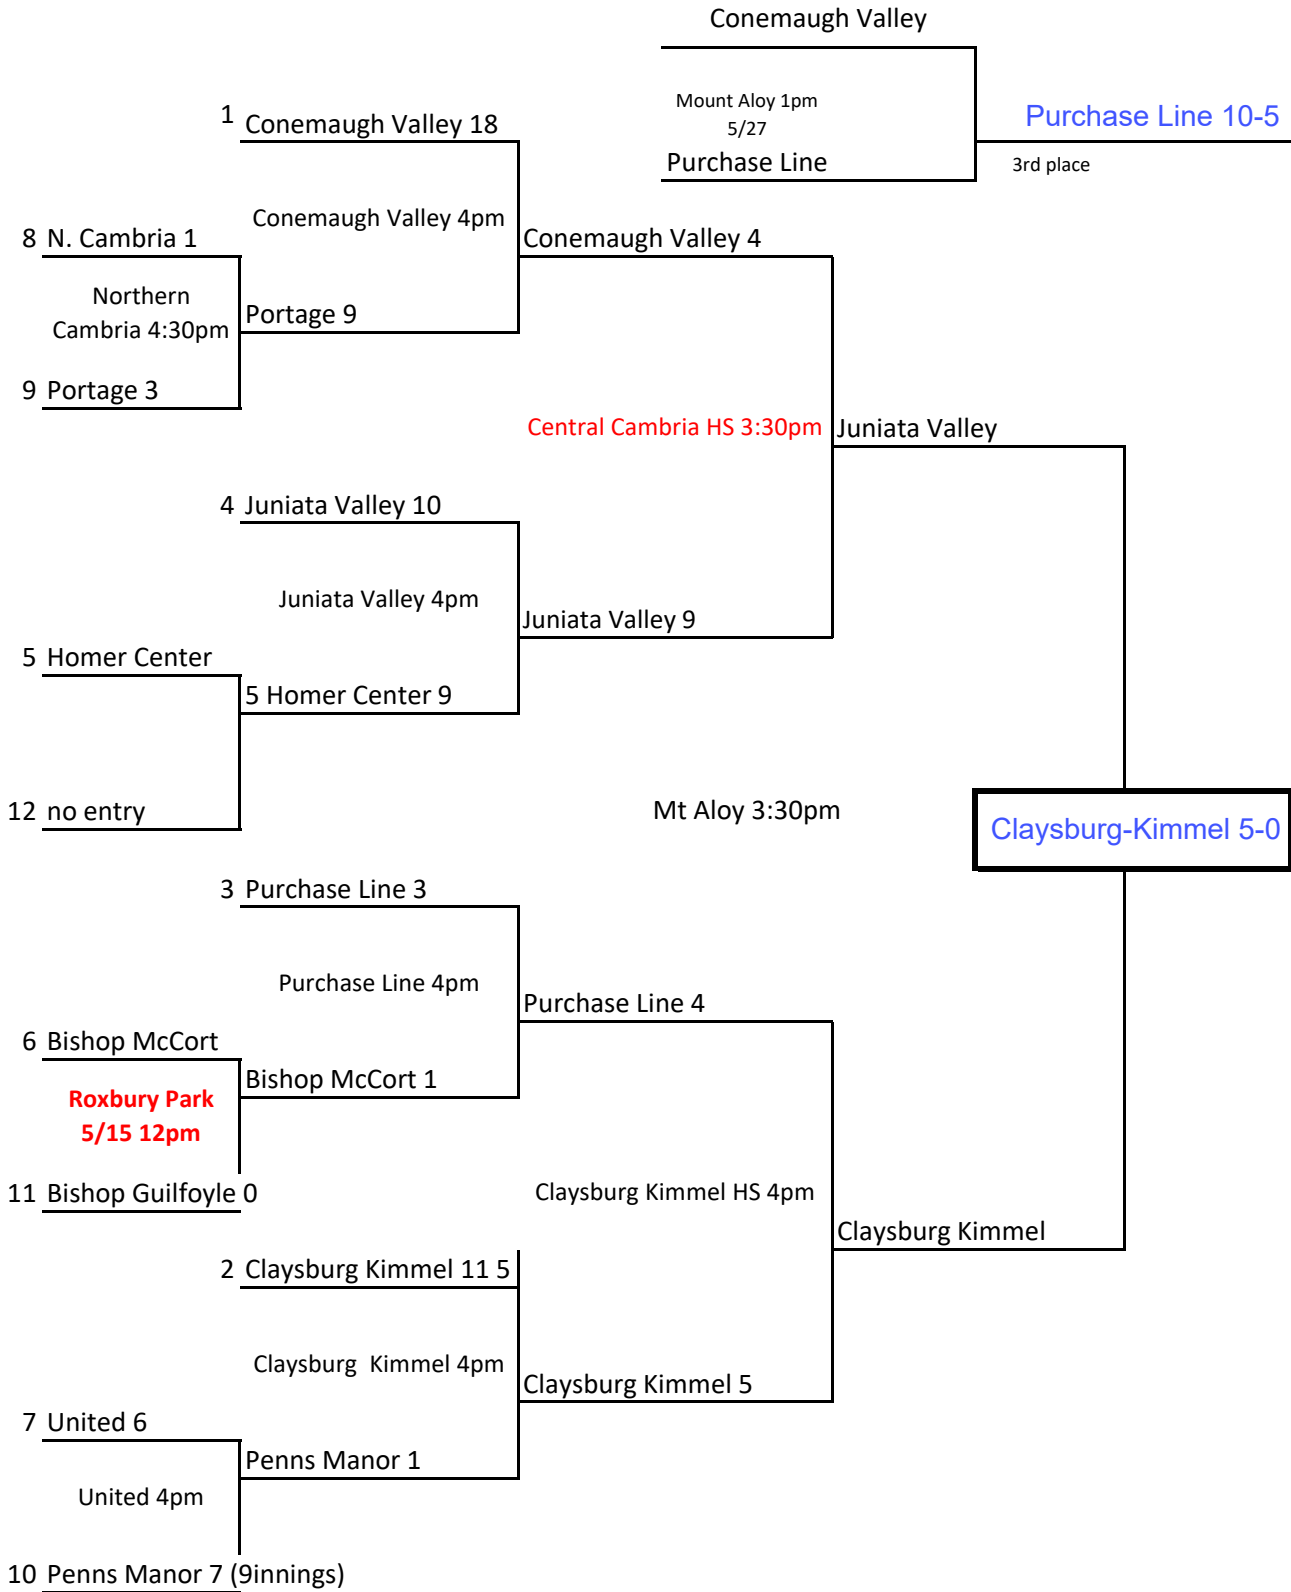 Conemaugh Valley
Mount Aloy 1pm
5/27
Purchase Line 10-5
Purchase Line
3rd place
1 Conemaugh Valley 18
Conemaugh Valley 4pm
8 N. Cambria 1
Conemaugh Valley 4
Northern
Cambria 4:30pm
Portage 9
9 Portage 3
Central Cambria HS 3:30pm
Juniata Valley
4 Juniata Valley 10
Juniata Valley 4pm
Juniata Valley 9
5 Homer Center
5 Homer Center 9
12 no entry
Mt Aloy 3:30pm
Claysburg-Kimmel 5-0
3 Purchase Line 3
Purchase Line 4pm
Purchase Line 4
6 Bishop McCort
Bishop McCort 1
Roxbury Park
5/15 12pm
11 Bishop Guilfoyle 0
Claysburg Kimmel HS 4pm
Claysburg Kimmel
2 Claysburg Kimmel 11 5
Claysburg  Kimmel 4pm
Claysburg Kimmel 5
7 United 6
Penns Manor 1
United 4pm
10 Penns Manor 7 (9innings)